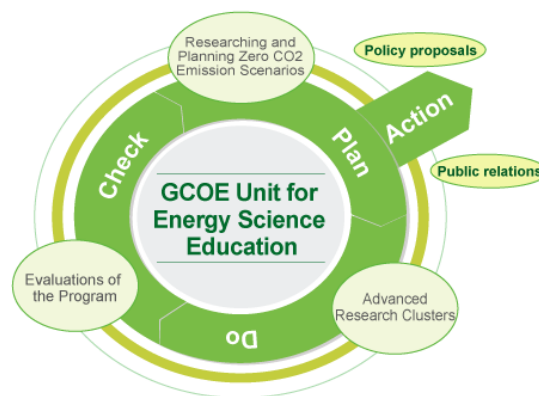 Researching and
Planning Zero CO2
Emission Scenarios
Policy proposals
Action
Public relations
Plan
Check
GCOE Unit for
Energy Science
Education
Evaluations of
the Program
Advanced
Research Clusters
Do